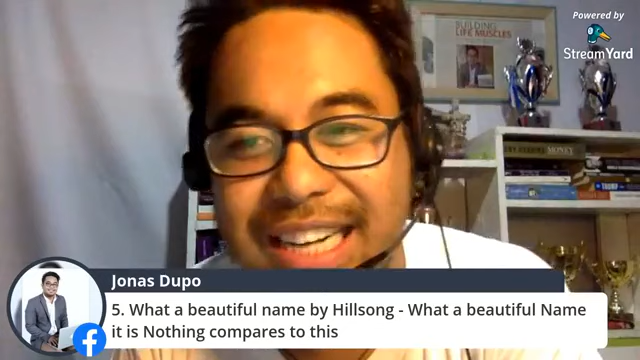 Powered by
StreamYard
BUILDING
LIFE MUSCLES
MONEY
TRUMP
Jonas Dupo
5. What a beautiful name by Hillsong - What a beautiful Name
it is Nothing compares to this